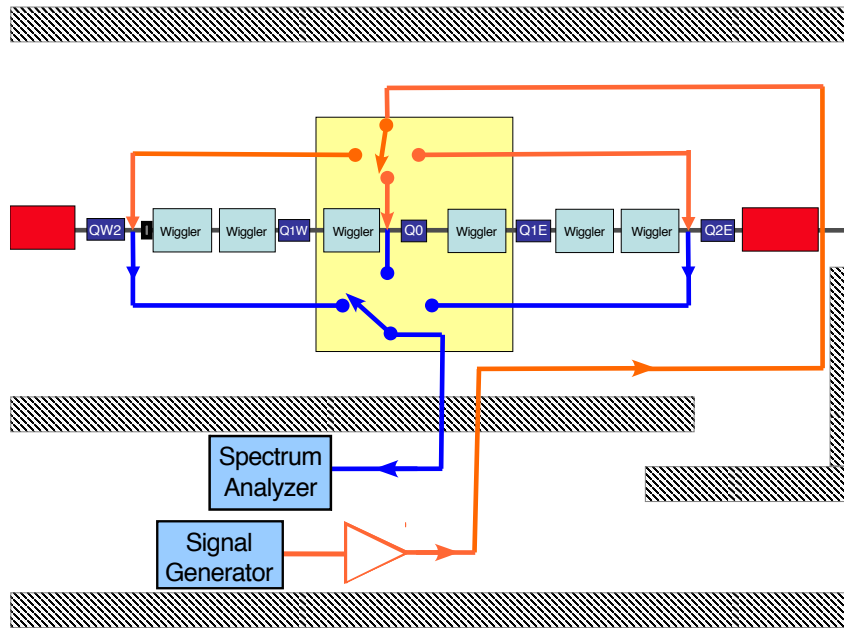 QW2
I
Wiggler
Wiggler
Q1W
Wiggler
Q0
Wiggler
Q1E
Wiggler
Wiggler
Q2E
Spectrum
Analyzer
Signal
Generator